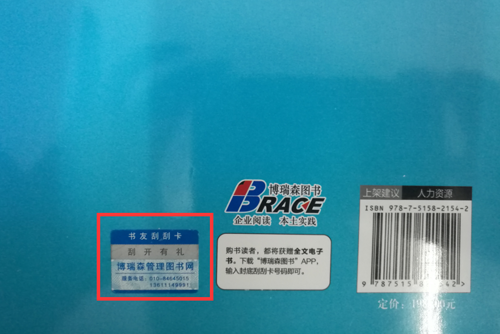 博瑞森图书
BRACE
企业阅读 本土实践
上架建议 人力资源
ISBN 978-7-5158-2154-2
书友刮刮卡
刮开有礼
博瑞森管理图书网
购书读者，都将获赠全文电子
书。下载“博瑞森图书”APP，
输入封底刮刮卡号码即可。
定价：